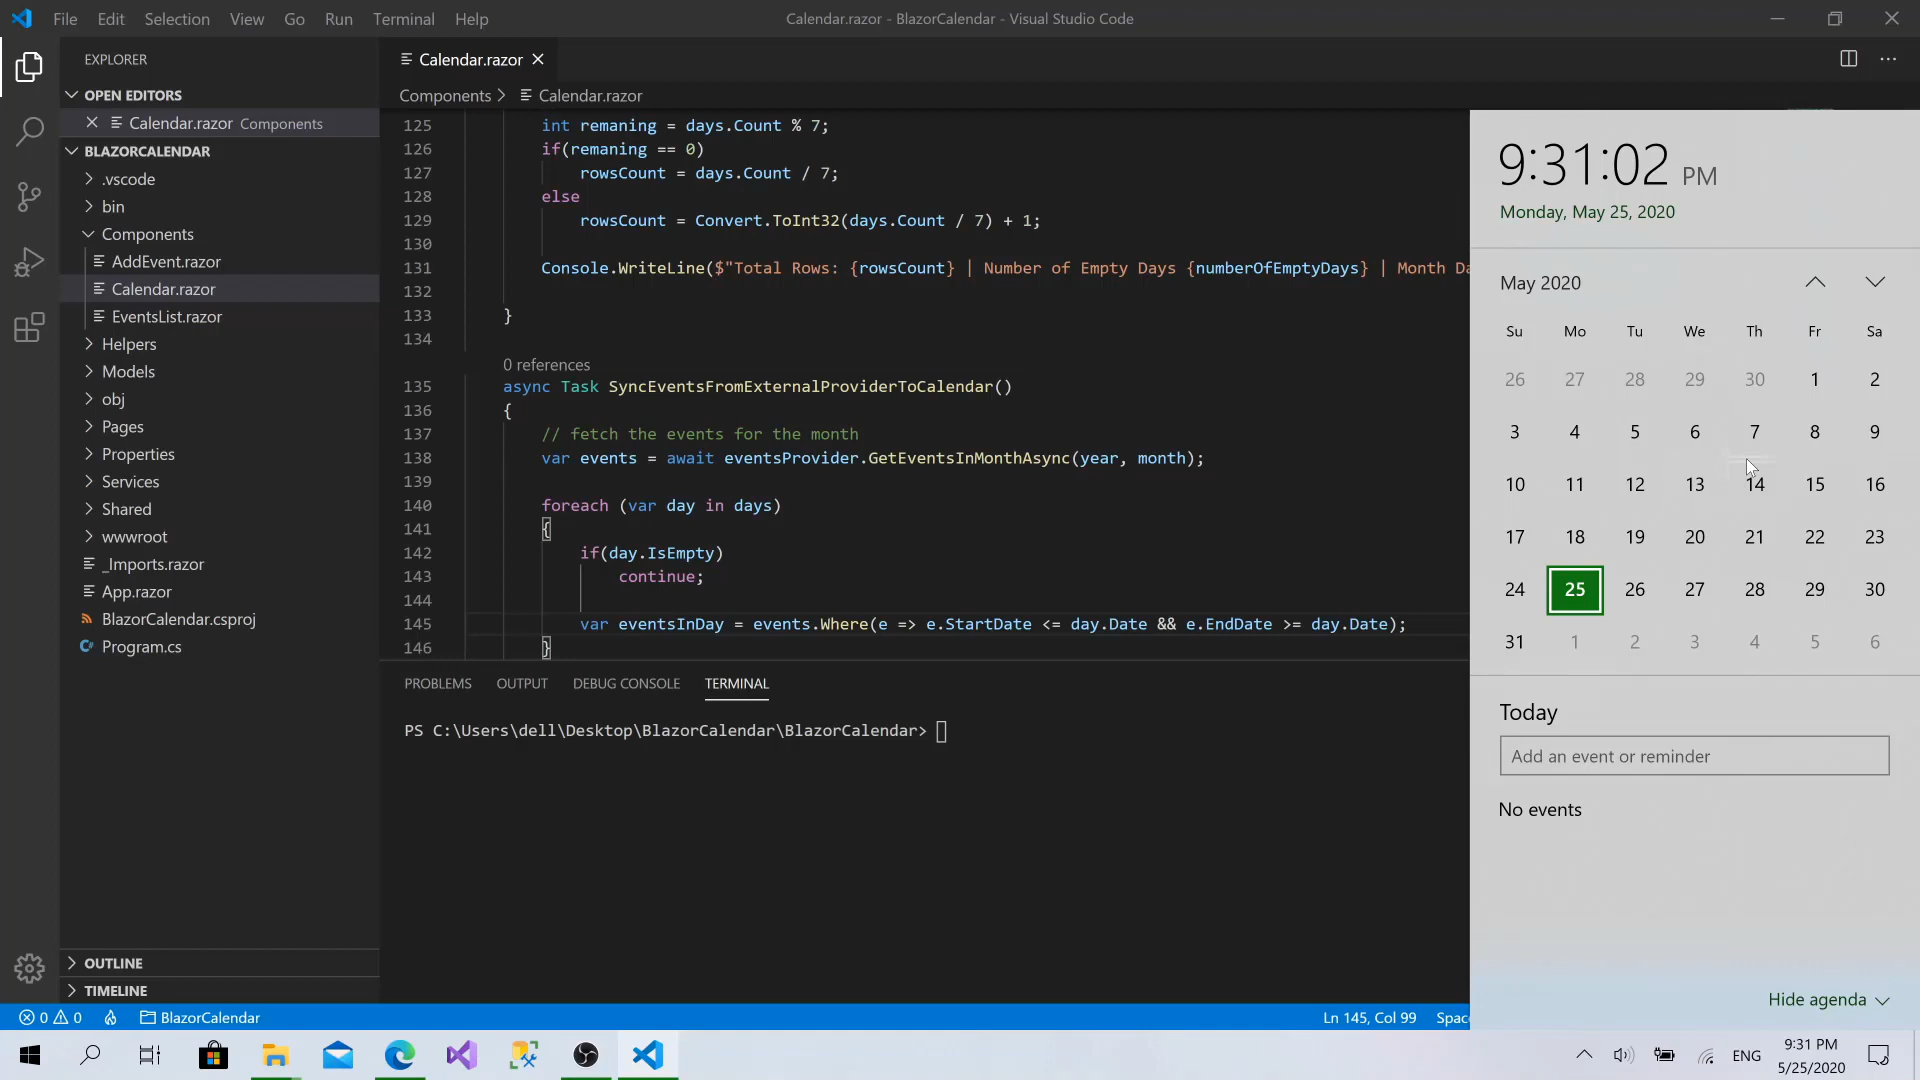 File Edit Selection View Go Run Terminal Help
Calendar.razor - BlazorCalendar - Visual Studio Code
EXPLORER
OPEN EDITORS
Calendar.razor Components
BLAZORCALENDAR
.vscode
bin
Components
AddEvent.razor
Calendar.razor
EventsList.razor
Helpers
Models
obj
Pages
Properties
Services
Shared
wwwroot
_Imports.razor
App.razor
BlazorCalendar.csproj
Program.cs
OUTLINE
TIMELINE
Calendar.razor
Components > Calendar.razor
125 int remaning = days.Count % 7;
126 if(remaning == 0)
127 rowsCount = days.Count / 7;
128 else
129 rowsCount = Convert.ToInt32(days.Count / 7) + 1;
130
131 Console.WriteLine($"Total Rows: {rowsCount} | Number of Empty Days {numberOfEmptyDays} | Month Da
132
133 }
134
0 references
135 async Task SyncEventsFromExternalProviderToCalendar()
136 {
137 // fetch the events for the month
138 var events = await eventsProvider.GetEventsInMonthAsync(year, month);
139
140 foreach (var day in days)
141 {
142 if(day.IsEmpty)
143 continue;
144
145 var eventsInDay = events.Where(e => e.StartDate <= day.Date && e.EndDate >= day.Date);
146 }
PROBLEMS OUTPUT DEBUG CONSOLE TERMINAL
PS C:\Users\dell\Desktop\BlazorCalendar\BlazorCalendar>
9:31:02 PM
Monday, May 25, 2020
May 2020
Su Mo Tu We Th Fr Sa
26 27 28 29 30 1 2
3 4 5 6 7 8 9
10 11 12 13 14 15 16
17 18 19 20 21 22 23
24 25 26 27 28 29 30
31 1 2 3 4 5 6
Today
Add an event or reminder
No events
Hide agenda
0 0 BlazorCalendar
Ln 145, Col 99 Space
ENG
9:31 PM
5/25/2020